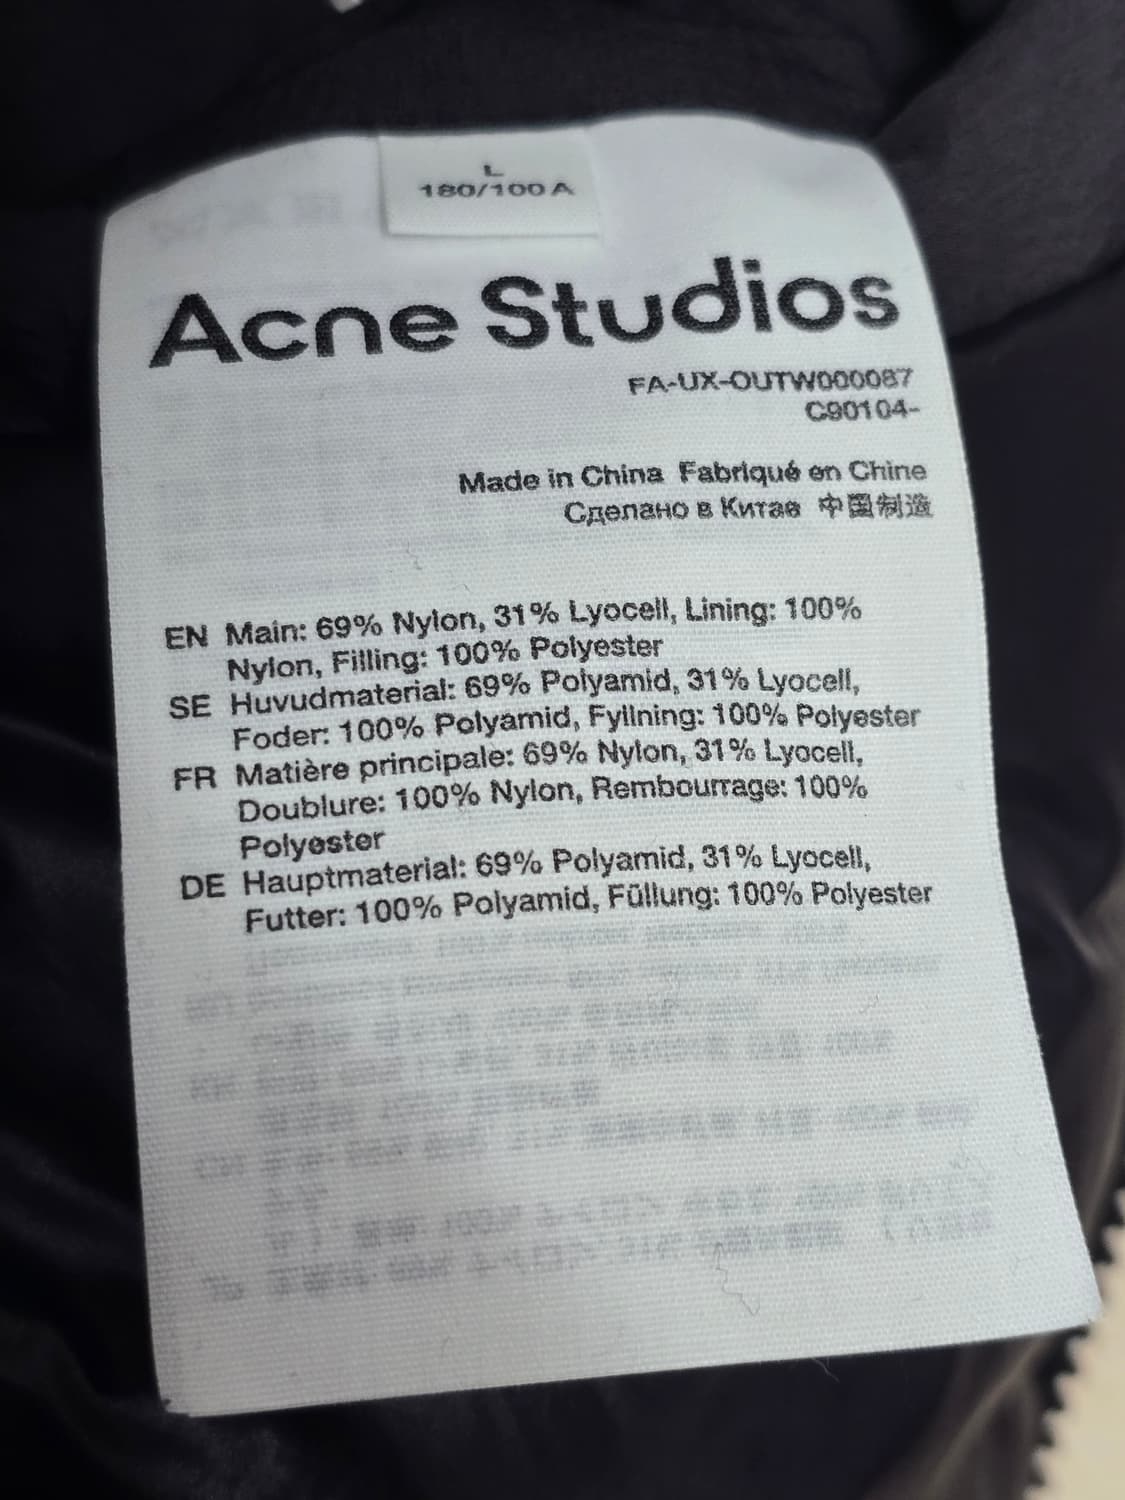 L
180/100 A
Acne Studios
FA-UX-OUTW000087
C90104-
Made in China Fabriqué en Chine
Сделано в Китае 中国制造
EN Main: 69% Nylon, 31% Lyocell, Lining: 100%
Nylon, Filling: 100% Polyester
SE Huvudmaterial: 69% Polyamid, 31% Lyocell,
Foder: 100% Polyamid, Fyllning: 100% Polyester
FR Matière principale: 69% Nylon, 31% Lyocell,
Doublure: 100% Nylon, Rembourrage: 100%
Polyester
DE Hauptmaterial: 69% Polyamid, 31% Lyocell,
Futter: 100% Polyamid, Füllung: 100% Polyester